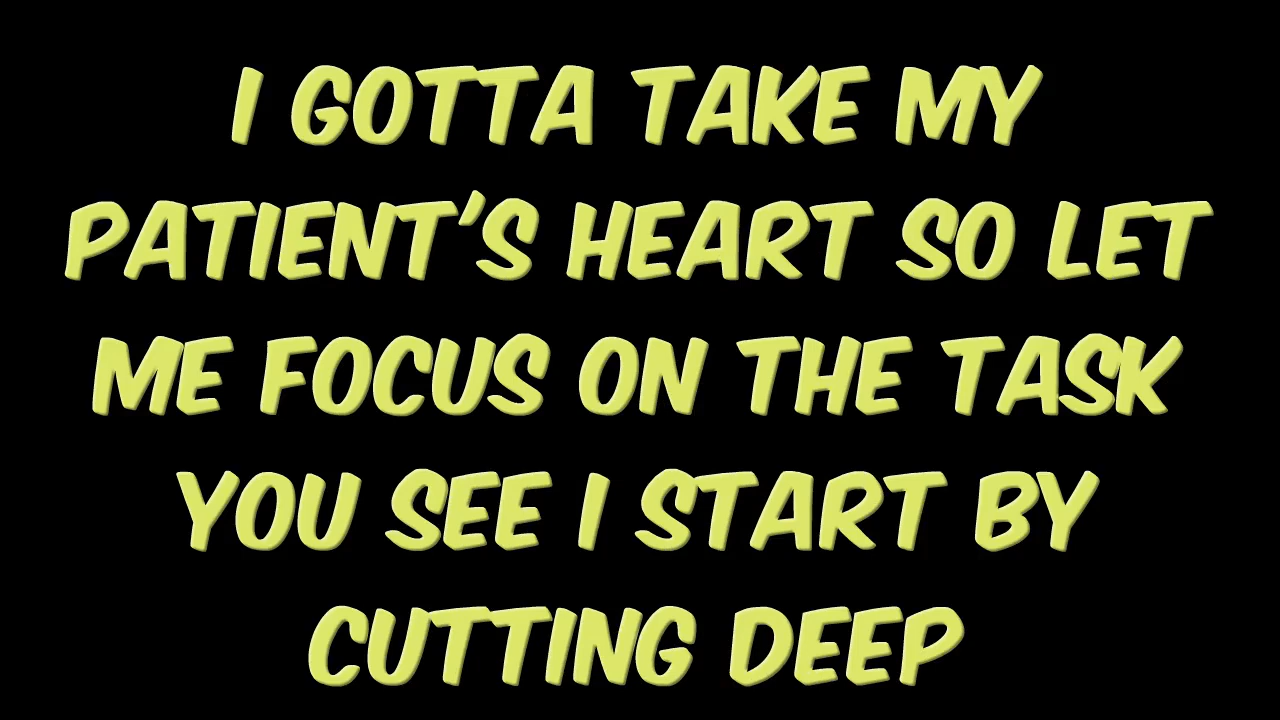 I GOTTA TAKE MY
PATIENT'S HEART SO LET
ME FOCUS ON THE TASK
YOU SEE I START BY
CUTTING DEEP